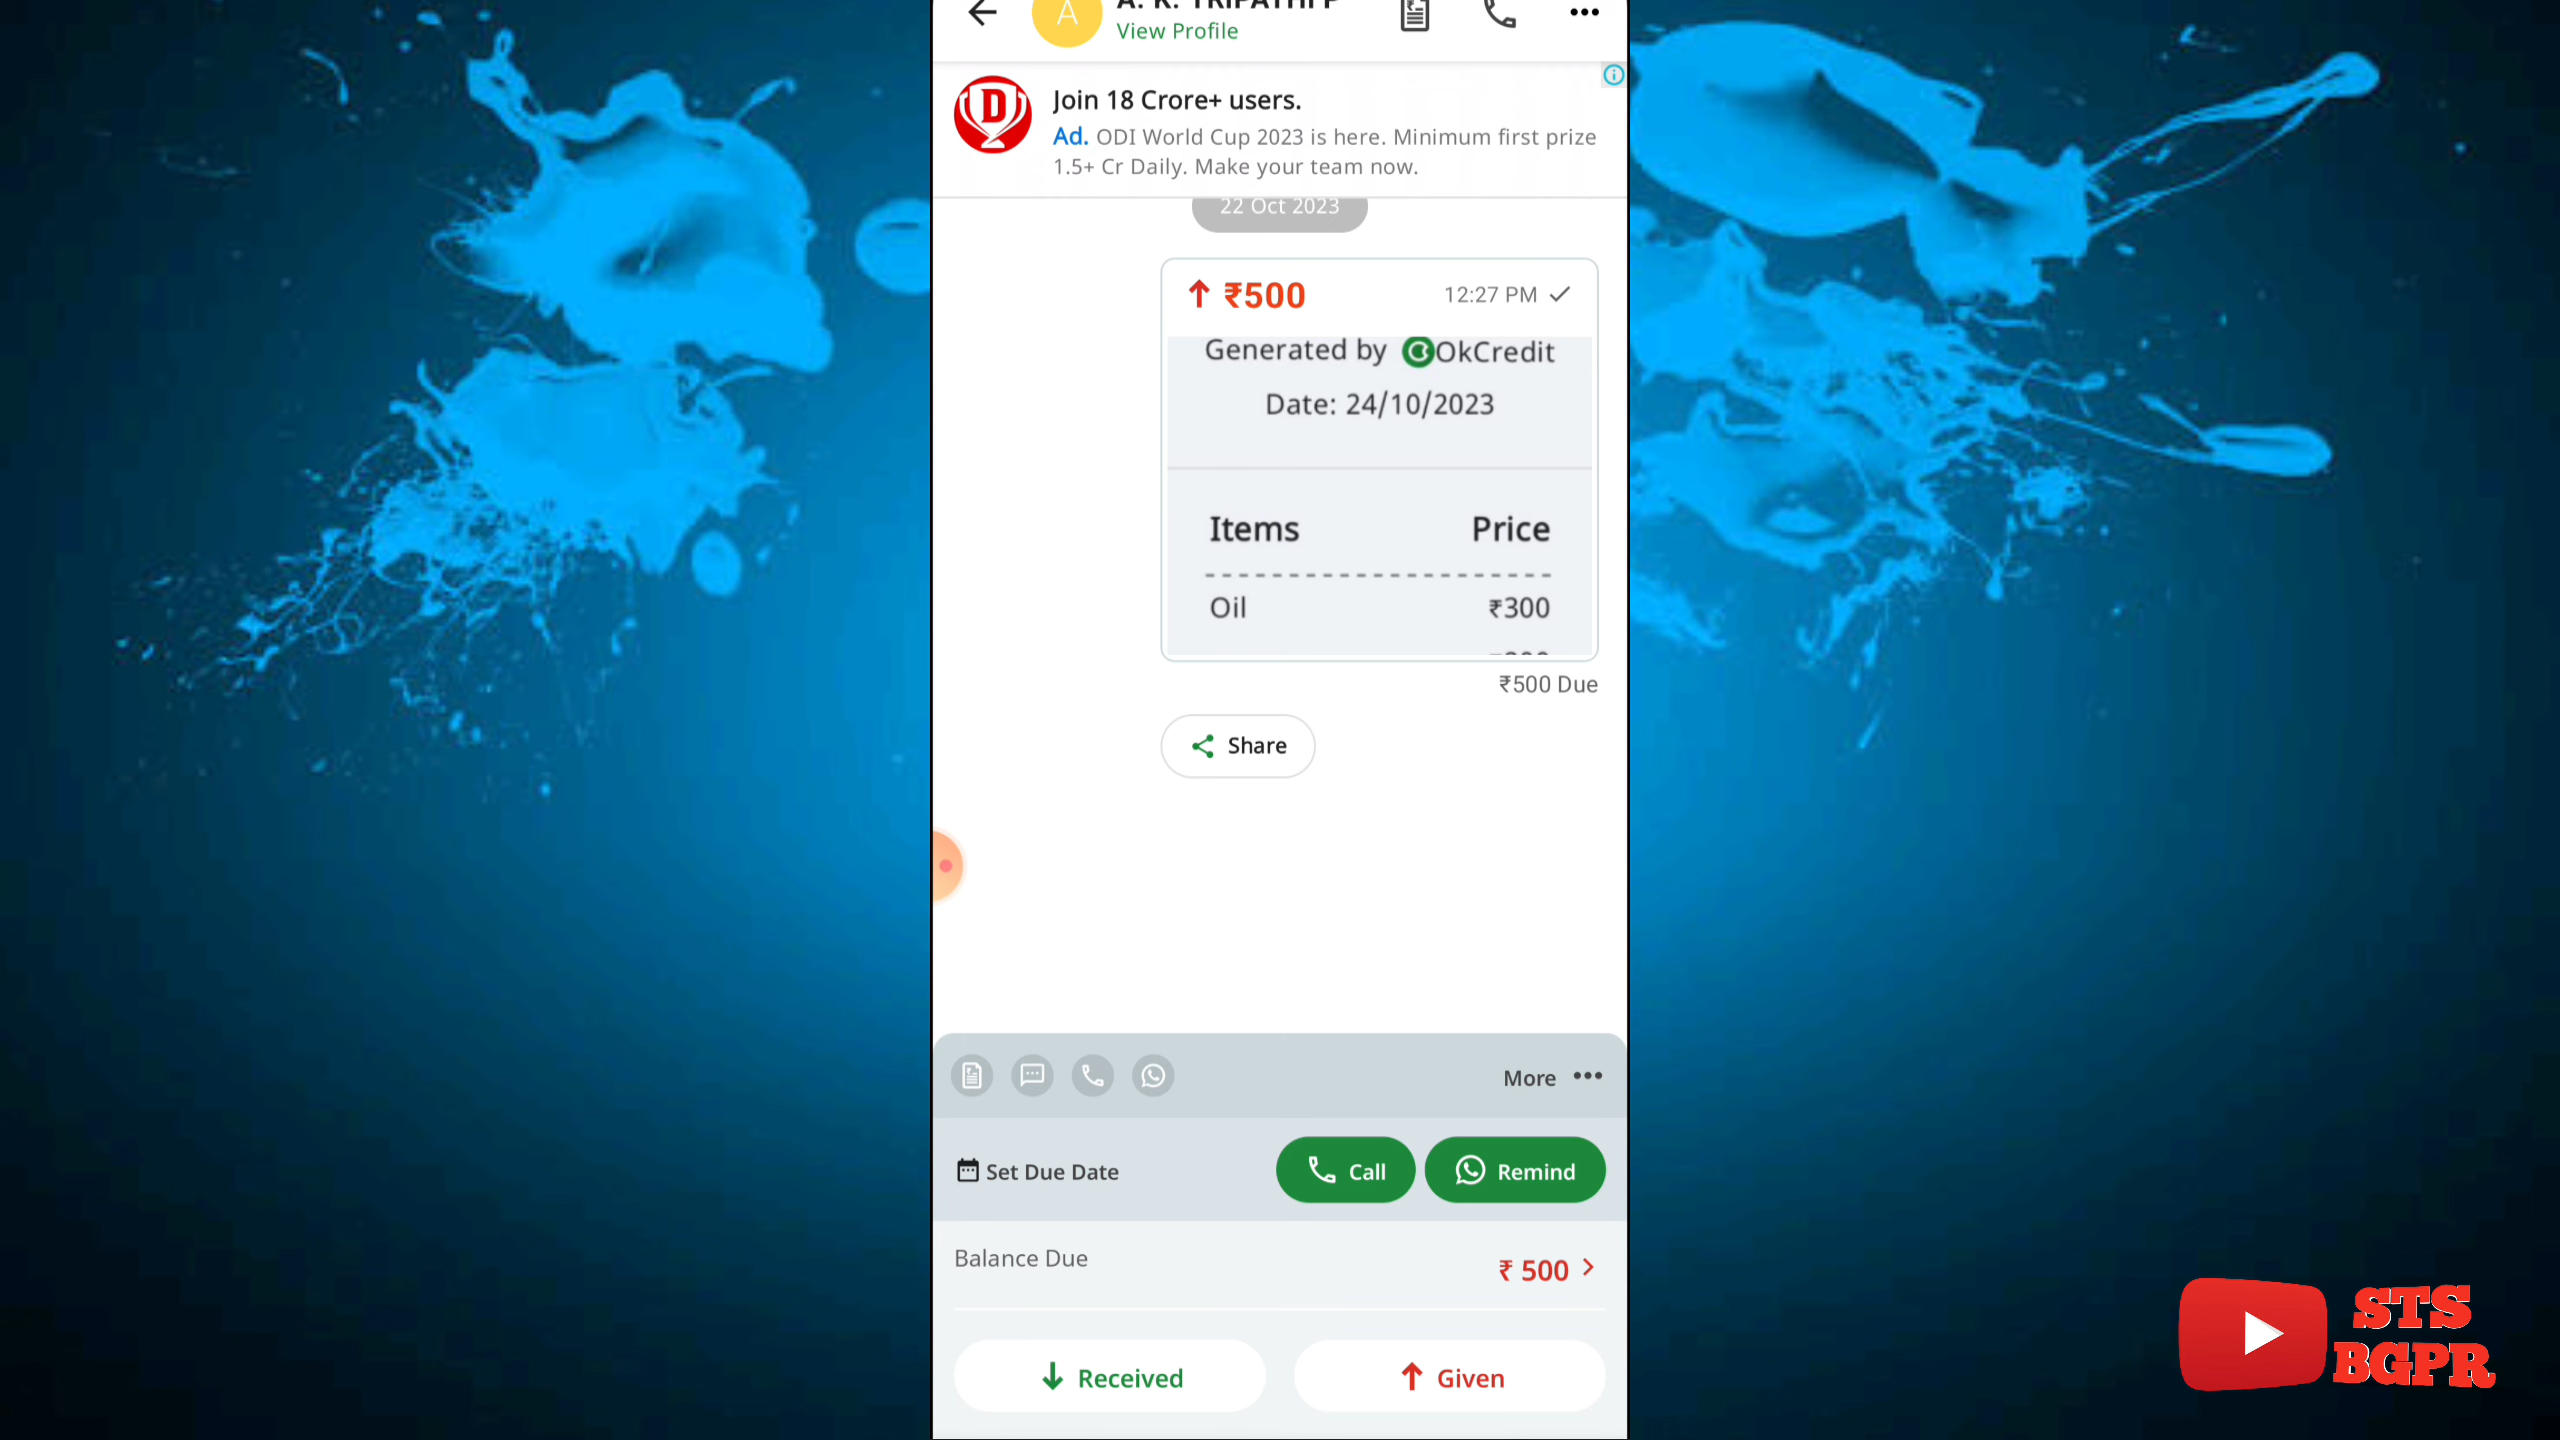 A
A. K. TRIPATHI P
View Profile
Join 18 Crore+ users.
Ad. ODI World Cup 2023 is here. Minimum first prize
1.5+ Cr Daily. Make your team now.
22 Oct 2023
₹500 12:27 PM
Generated by OkCredit
Date: 24/10/2023
Items Price
Oil ₹300
₹500 Due
Share
More
Set Due Date Call Remind
Balance Due ₹ 500
Received Given
STS
BGPR